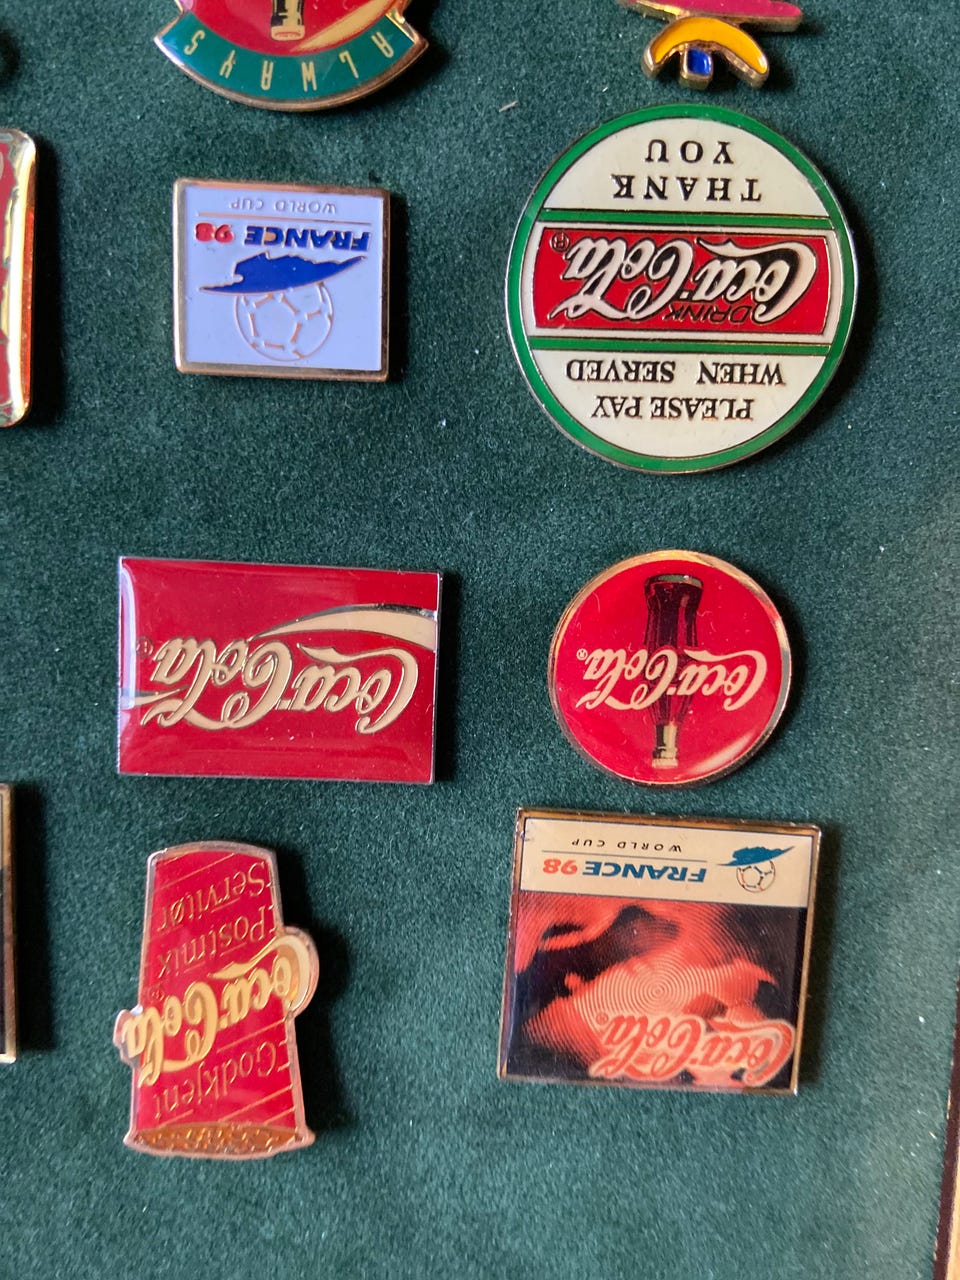 Coca-Cola®
FRANCE 98
WORLD CUP
Godkjent
Coca-Cola
Postmix
Servitør
Coca-Cola®
Coca-Cola®
PLEASE PAY
WHEN SERVED
DRINK
Coca-Cola®
THANK
YOU
FRANCE 98
WORLD CUP
ALWAYS